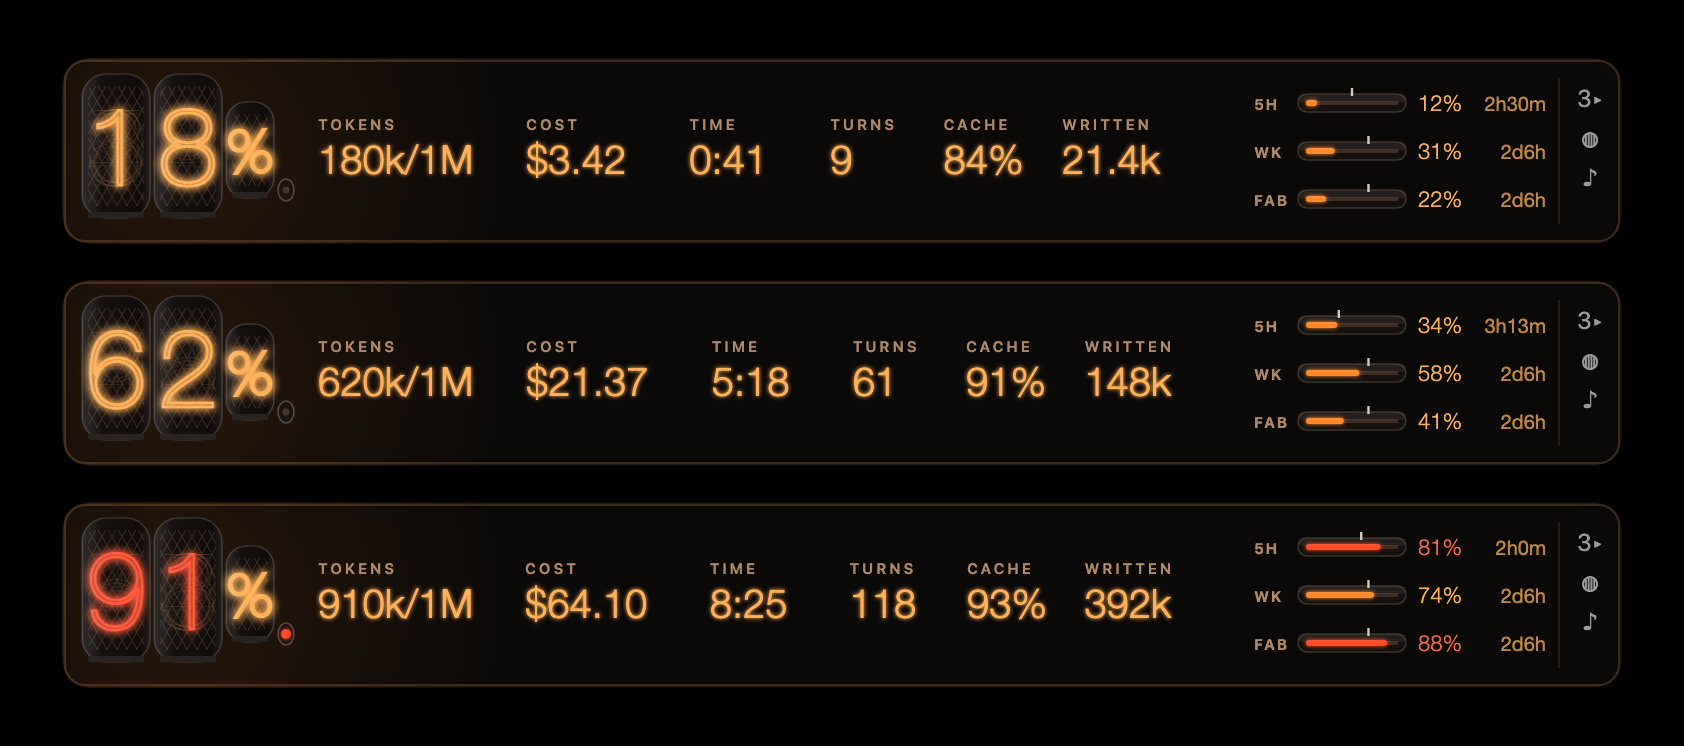 18%
TOKENS COST TIME TURNS CACHE WRITTEN
180k/1M $3.42 0:41 9 84% 21.4k
5H 12% 2h30m
WK 31% 2d6h
FAB 22% 2d6h
3▸
♪
62%
TOKENS COST TIME TURNS CACHE WRITTEN
620k/1M $21.37 5:18 61 91% 148k
5H 34% 3h13m
WK 58% 2d6h
FAB 41% 2d6h
3▸
♪
91%
TOKENS COST TIME TURNS CACHE WRITTEN
910k/1M $64.10 8:25 118 93% 392k
5H 81% 2h0m
WK 74% 2d6h
FAB 88% 2d6h
3▸
♪